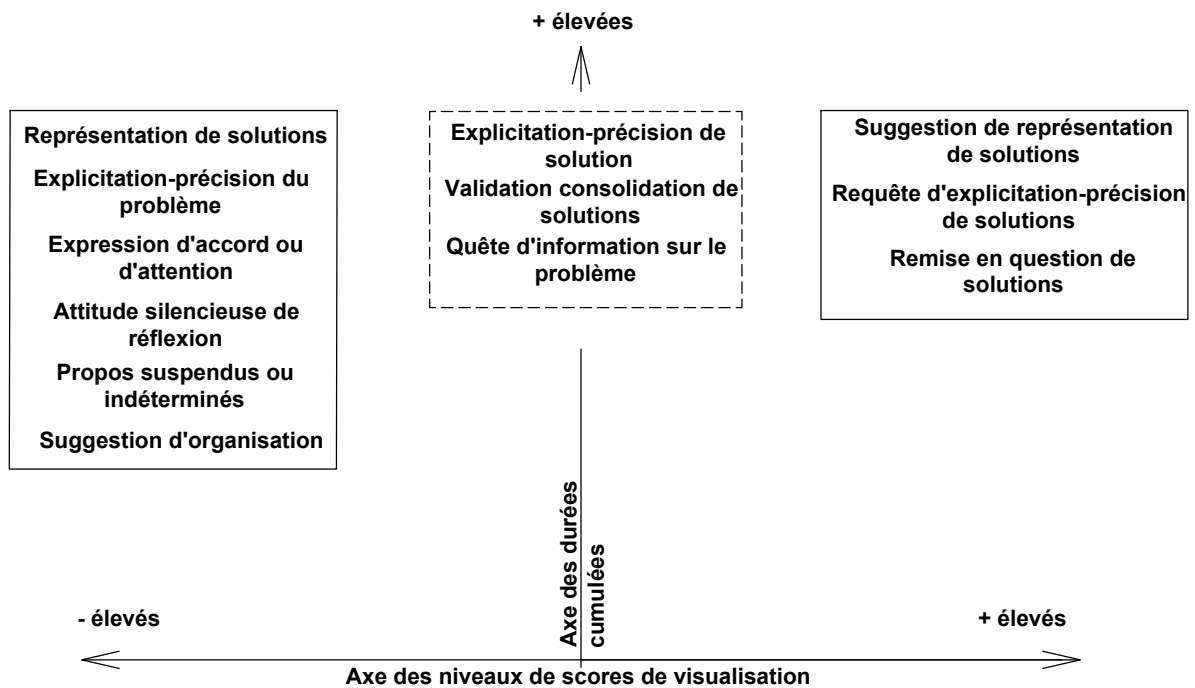 + élevées
Représentation de solutions
Explicitation-précision du
problème
Expression d'accord ou
d'attention
Attitude silencieuse de
réflexion
Propos suspendus ou
indéterminés
Suggestion d'organisation
Explicitation-précision de
solution
Validation consolidation de
solutions
Quête d'information sur le
problème
Suggestion de représentation
de solutions
Requête d'explicitation-précision
de solutions
Remise en question de
solutions
Axe des durées
cumulées
- élevés
+ élevés
Axe des niveaux de scores de visualisation